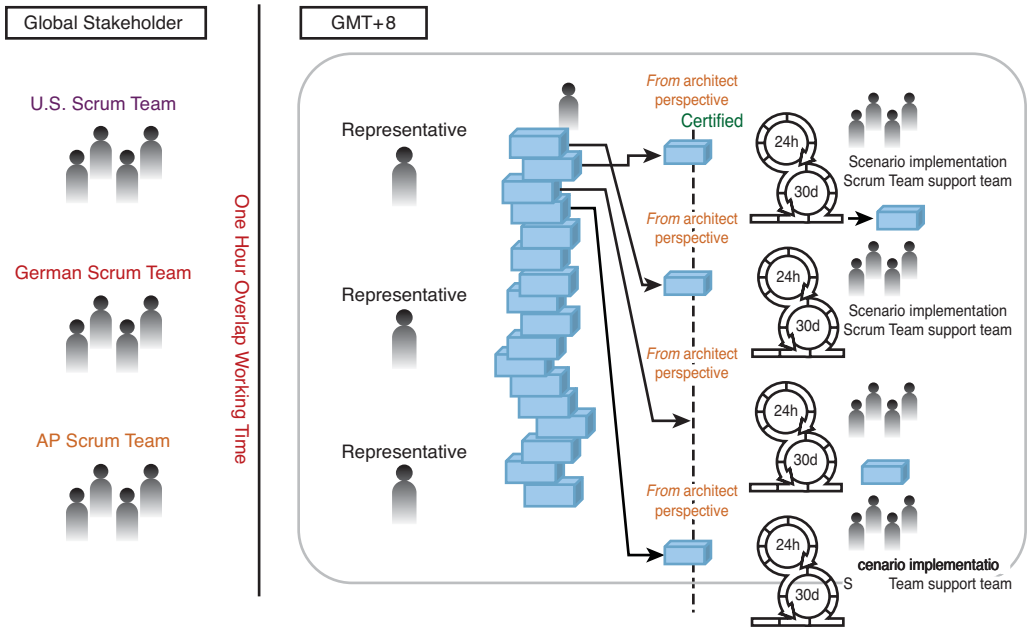 Global Stakeholder
GMT+8
U.S. Scrum Team
German Scrum Team
AP Scrum Team
One Hour Overlap Working Time
Representative
Representative
Representative
From architect
perspective
Certified
From architect
perspective
From architect
perspective
From architect
perspective
24h
30d
Scenario implementation
Scrum Team support team
24h
30d
Scenario implementation
Scrum Team support team
24h
30d
24h
30d
cenario implementatio
S
Team support team